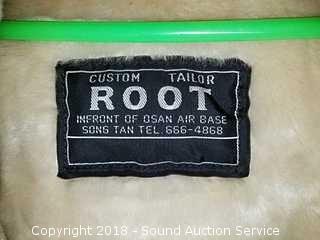 CUSTOM TAILOR
ROOT
INFRONT OF OSAN AIR BASE
SONG TAN TEL. 666-4868
Copyright 2018 - Sound Auction Service